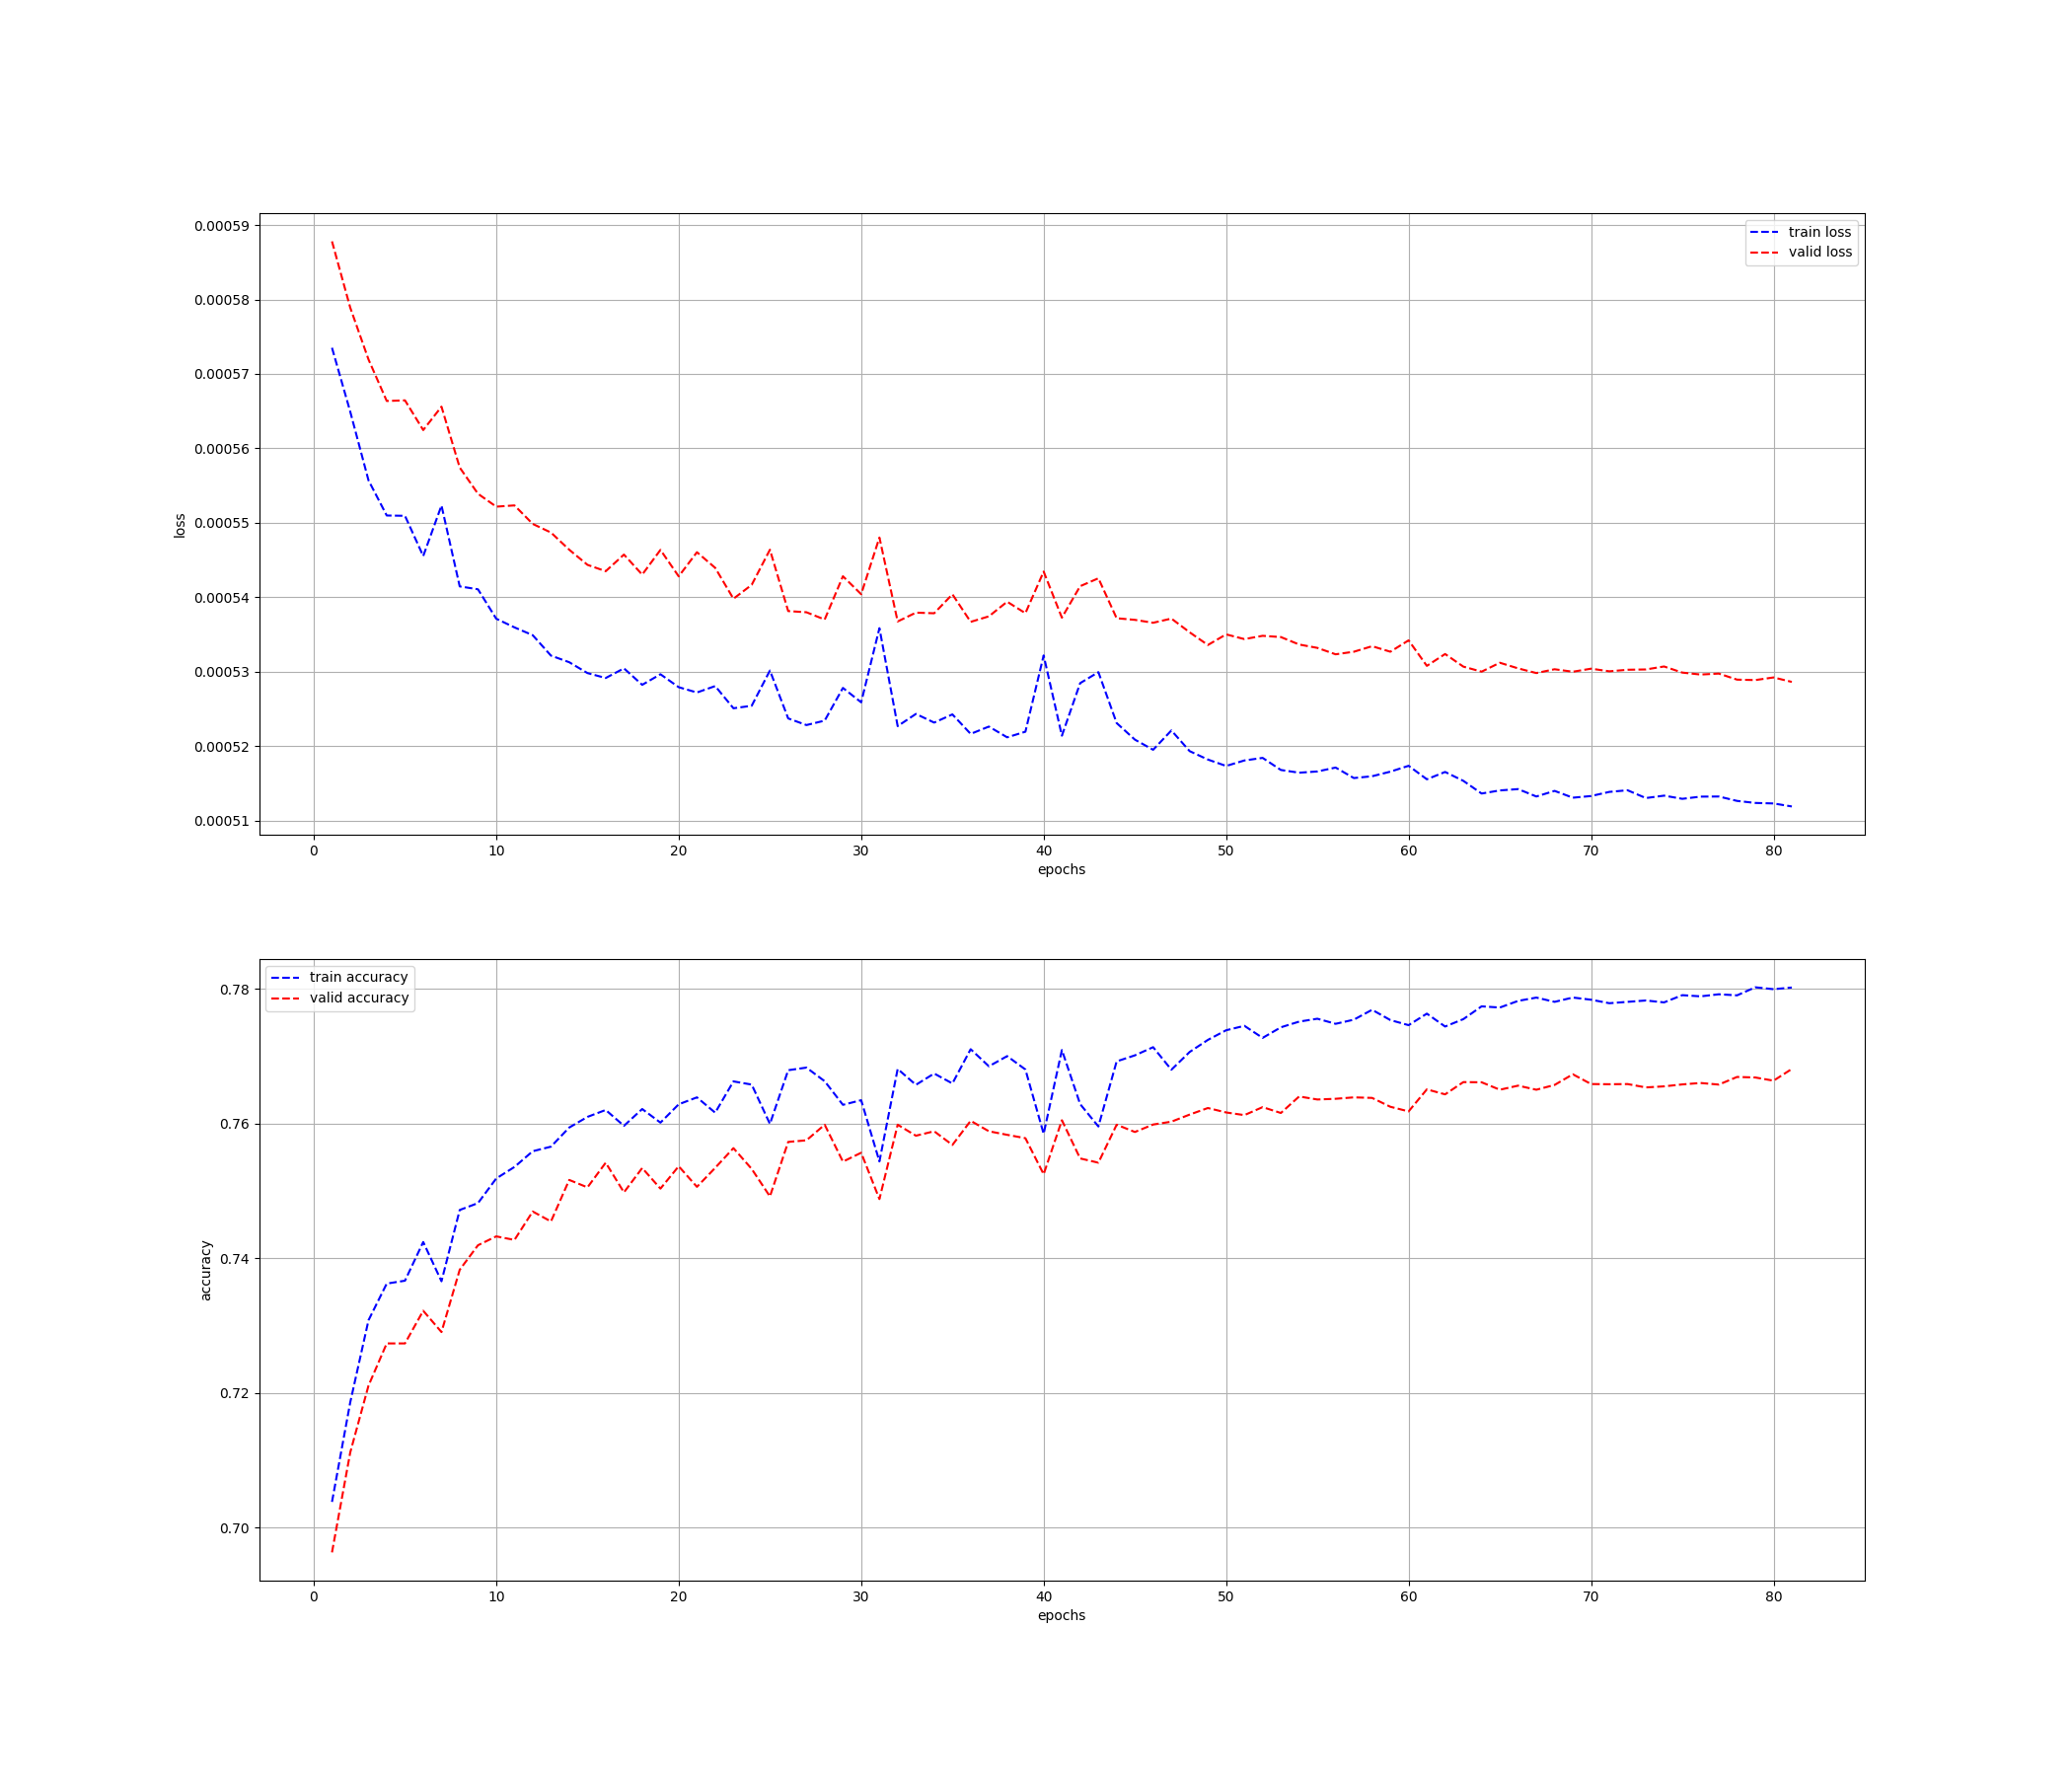 0.00059
0.00058
0.00057
0.00056
0.00055
0.00054
0.00053
0.00052
0.00051
loss
train loss
valid loss
0 10 20 30 40 50 60 70 80
epochs
train accuracy
valid accuracy
0.78
0.76
0.74
0.72
0.70
accuracy
0 10 20 30 40 50 60 70 80
epochs